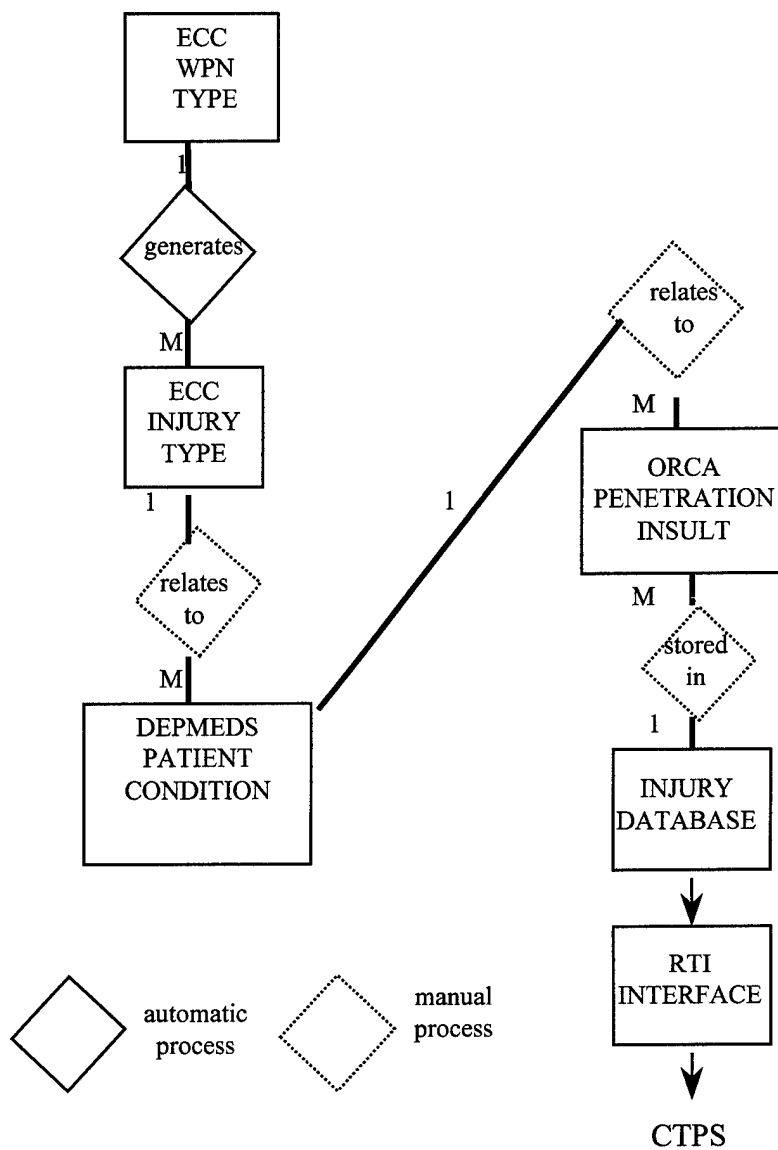 ECC
WPN
TYPE
1
generates
M
ECC
INJURY
TYPE
1
relates
to
M
DEPMEDS
PATIENT
CONDITION
1
relates
to
M
ORCA
PENETRATION
INSULT
M
stored
in
1
INJURY
DATABASE
RTI
INTERFACE
CTPS
automatic
process
manual
process